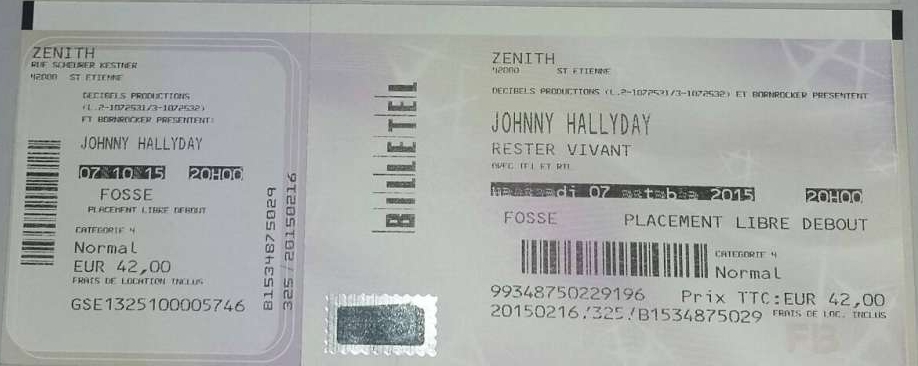 ZENITH
RUE SCHEURER KESTNER
42000 ST ETIENNE
DECIBELS PRODUCTIONS
(L.2-1072531/3-1072532)
ET BORNROCKER PRESENTENT:
JOHNNY HALLYDAY
07 10 15 20H00
FOSSE
PLACEMENT LIBRE DEBOUT
CATEGORIE 4
Normal
EUR 42,00
FRAIS DE LOCATION INCLUS
GSE1325100005746
B1534875029
325/20150216
BILLETEL
ZENITH
42000 ST ETIENNE
DECIBELS PRODUCTIONS (L.2-1072531/3-1072532) ET BORNROCKER PRESENTENT
JOHNNY HALLYDAY
RESTER VIVANT
AVEC TF1 ET RTL
07 2015 20H00
FOSSE PLACEMENT LIBRE DEBOUT
CATEGORIE 4
Normal
99348750229196 Prix TTC:EUR 42,00
20150216/325/B1534875029 FRAIS DE LOC. INCLUS